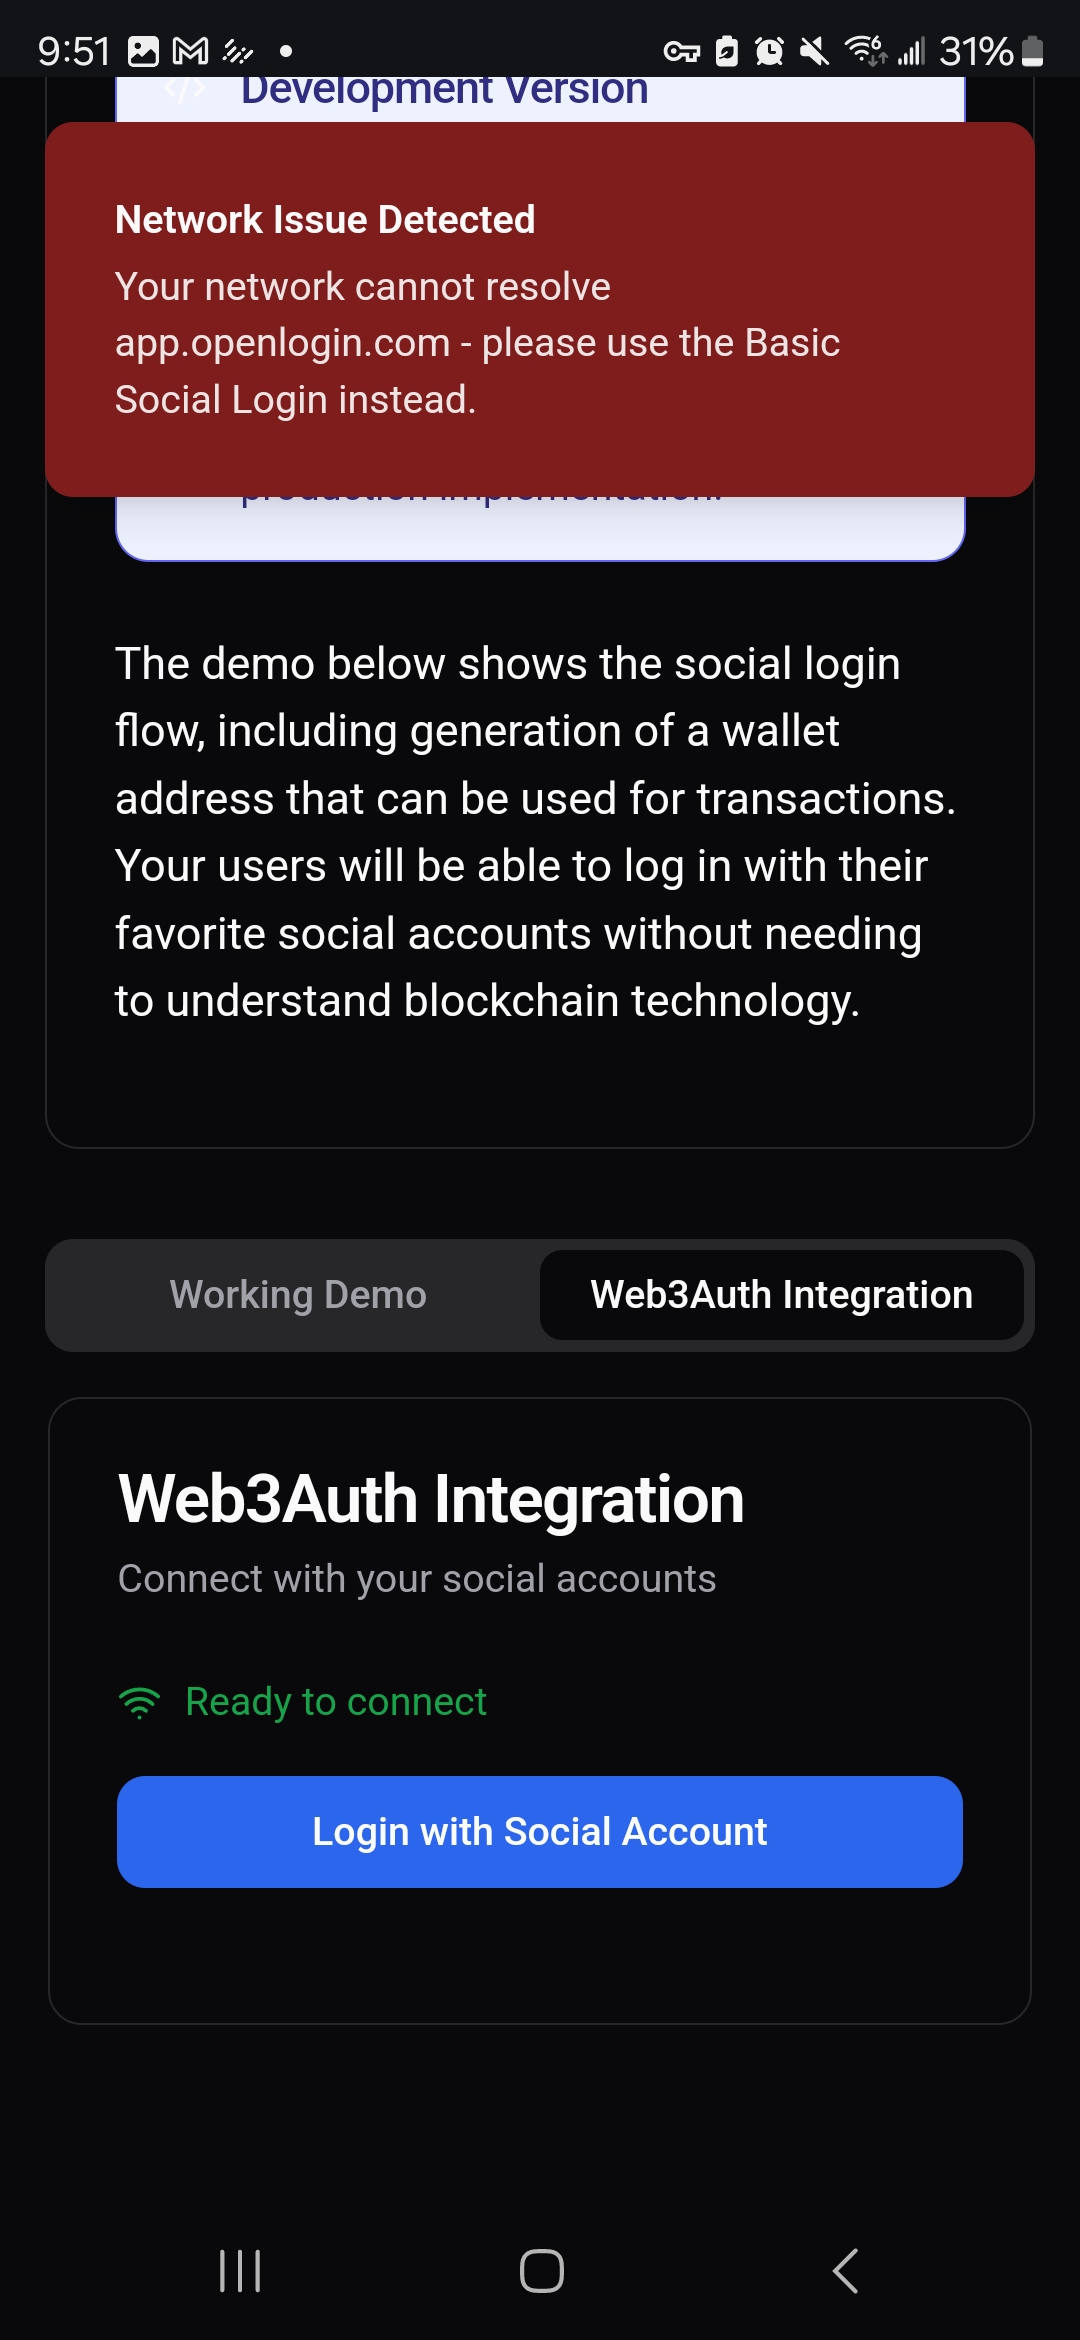 9:51
6
31%
Development Version
Network Issue Detected
Your network cannot resolve
app.openlogin.com - please use the Basic
Social Login instead.
production implementation.
The demo below shows the social login
flow, including generation of a wallet
address that can be used for transactions.
Your users will be able to log in with their
favorite social accounts without needing
to understand blockchain technology.
Working Demo
Web3Auth Integration
Web3Auth Integration
Connect with your social accounts
Ready to connect
Login with Social Account